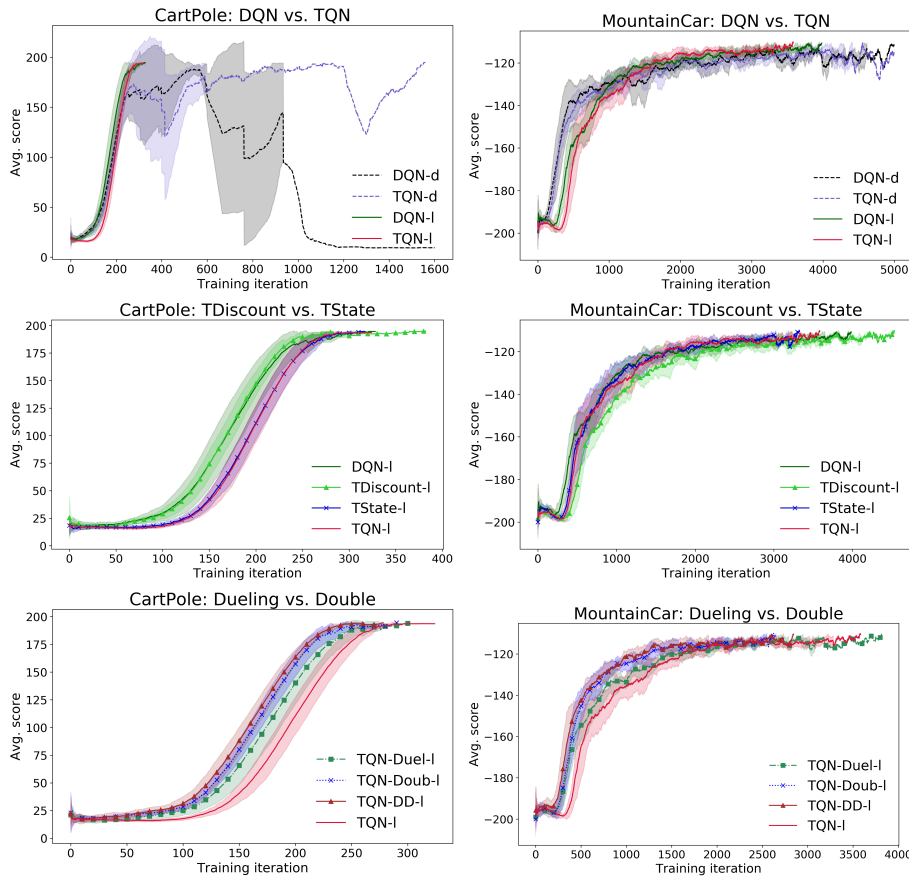 CartPole: DQN vs. TQN
Avg. score
200
150
100
50
0
DQN-d
TQN-d
DQN-l
TQN-l
0 200 400 600 800 1000 1200 1400 1600
Training iteration
MountainCar: DQN vs. TQN
Avg. score
−120
−140
−160
−180
−200
DQN-d
TQN-d
DQN-l
TQN-l
0 1000 2000 3000 4000 5000
Training iteration
CartPole: TDiscount vs. TState
Avg. score
200
175
150
125
100
75
50
25
0
DQN-l
TDiscount-l
TState-l
TQN-l
0 50 100 150 200 250 300 350 400
Training iteration
MountainCar: TDiscount vs. TState
Avg. score
−120
−140
−160
−180
−200
DQN-l
TDiscount-l
TState-l
TQN-l
0 1000 2000 3000 4000
Training iteration
CartPole: Dueling vs. Double
Avg. score
200
175
150
125
100
75
50
25
0
TQN-Duel-l
TQN-Doub-l
TQN-DD-l
TQN-l
0 50 100 150 200 250 300
Training iteration
MountainCar: Dueling vs. Double
Avg. score
−120
−140
−160
−180
−200
TQN-Duel-l
TQN-Doub-l
TQN-DD-l
TQN-l
0 500 1000 1500 2000 2500 3000 3500 4000
Training iteration